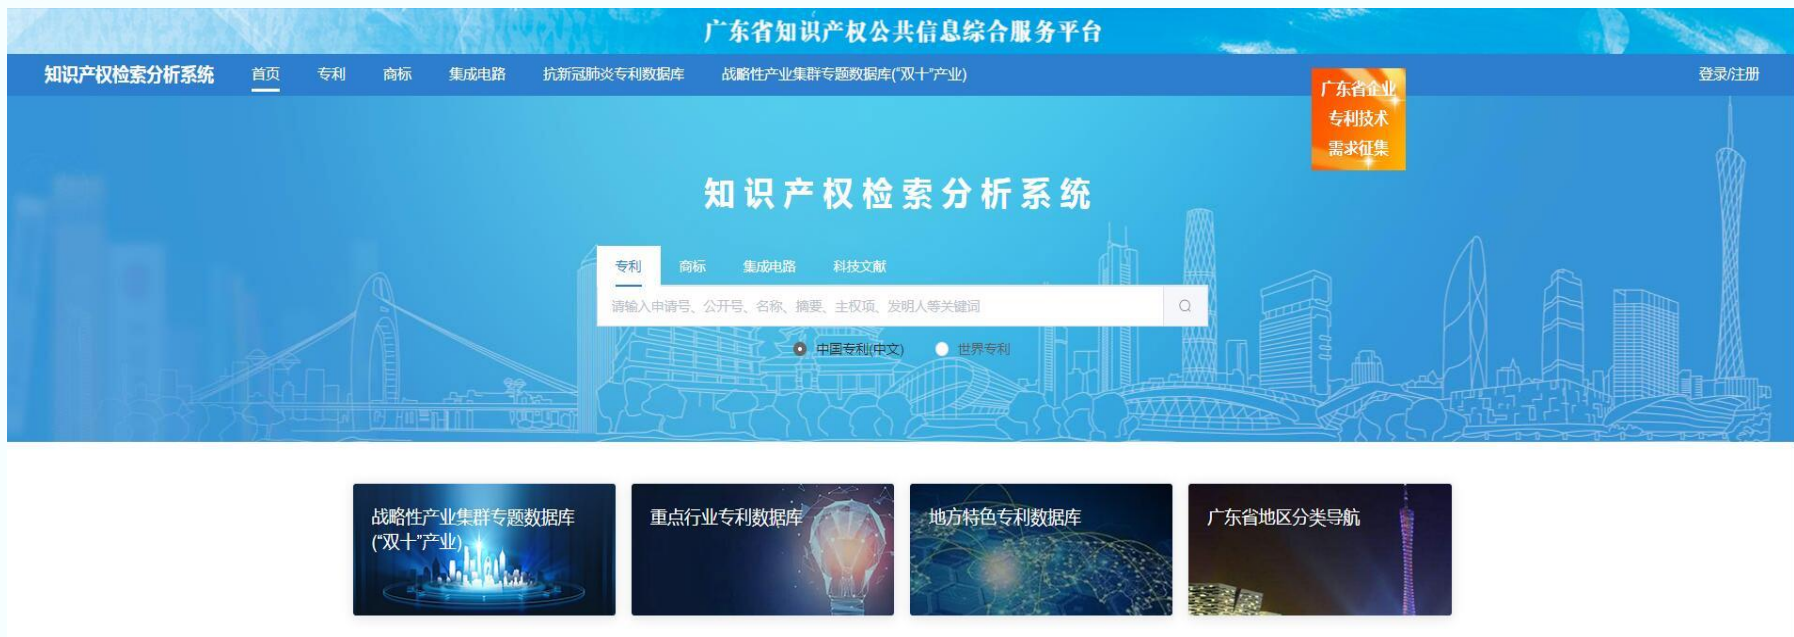 广东省知识产权公共信息综合服务平台
知识产权检索分析系统 首页 专利 商标 集成电路 抗新冠肺炎专利数据库 战略性产业集群专题数据库("双十"产业) 登录/注册
广东省企业
专利技术
需求征集
知识产权检索分析系统
专利 商标 集成电路 科技文献
请输入申请号、公开号、名称、摘要、主权项、发明人等关键词
中国专利(中文) 世界专利
战略性产业集群专题数据库
("双十"产业)
重点行业专利数据库
地方特色专利数据库
广东省地区分类导航